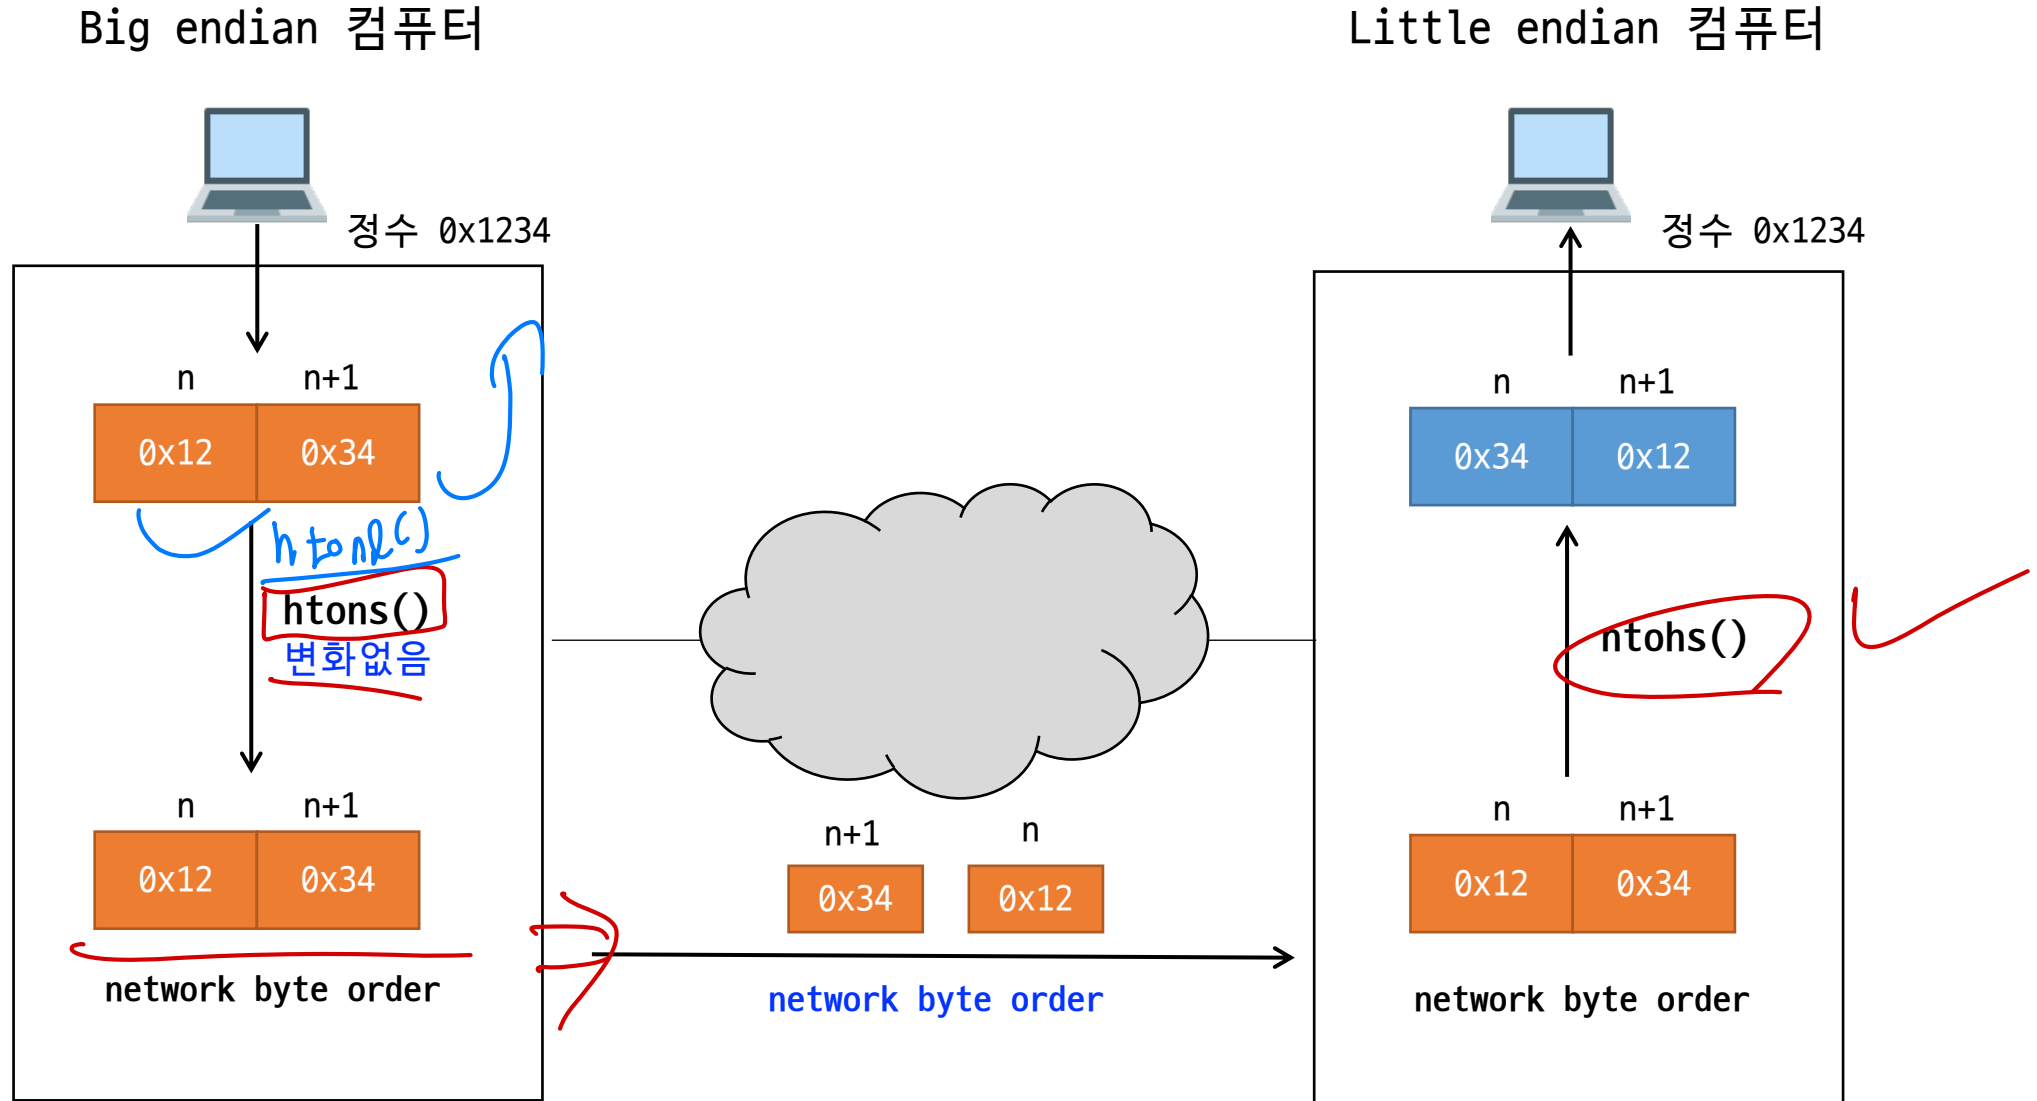 Big endian 컴퓨터
정수 0x1234
n n+1
0x12 0x34
htonl()
htons()
변화없음
n n+1
0x12 0x34
network byte order
n+1 n
0x34 0x12
network byte order
Little endian 컴퓨터
정수 0x1234
n n+1
0x34 0x12
ntohs()
n n+1
0x12 0x34
network byte order